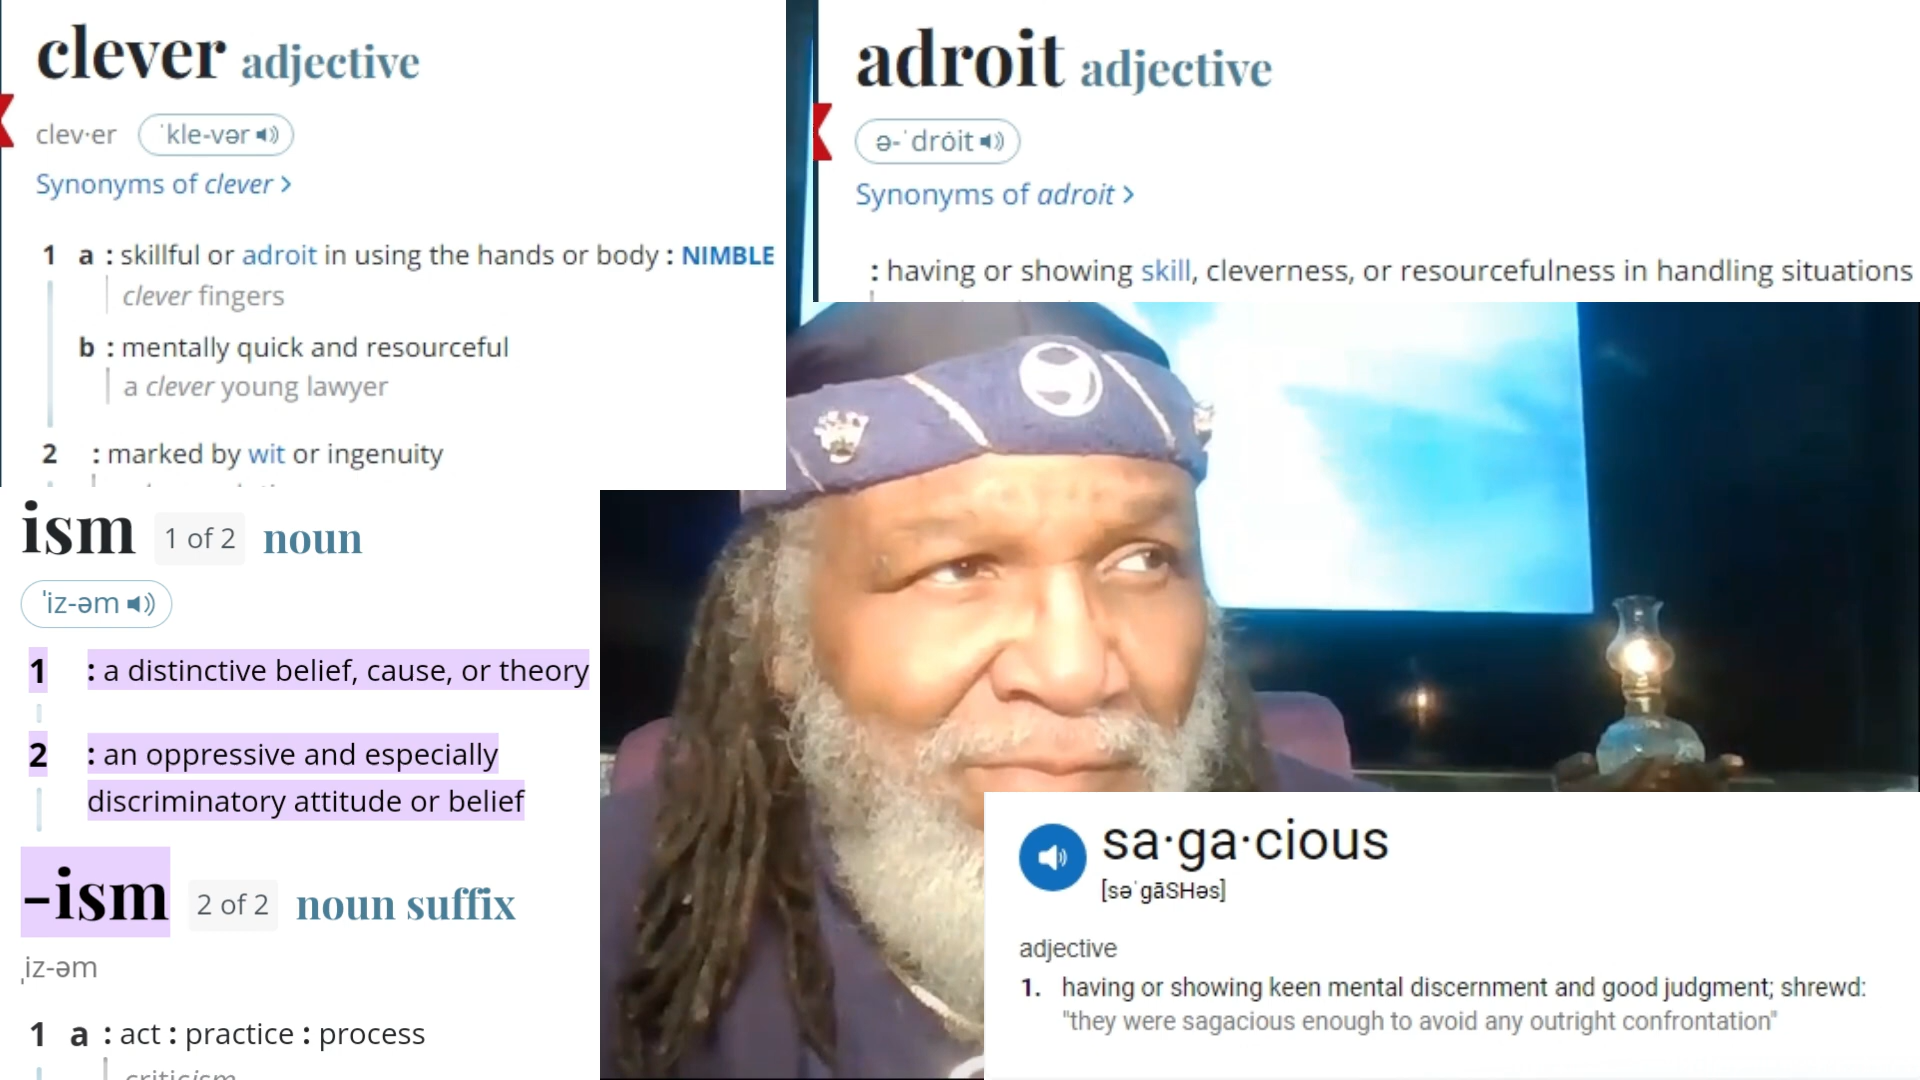 clever adjective
clev·er ˈkle-vər
Synonyms of clever >
1 a : skillful or adroit in using the hands or body : NIMBLE
clever fingers
b : mentally quick and resourceful
a clever young lawyer
2 : marked by wit or ingenuity
adroit adjective
ə-ˈdrȯit
Synonyms of adroit >
: having or showing skill, cleverness, or resourcefulness in handling situations
ism 1 of 2 noun
ˈiz-əm
1 : a distinctive belief, cause, or theory
2 : an oppressive and especially
discriminatory attitude or belief
-ism 2 of 2 noun suffix
ˌiz-əm
1 a : act : practice : process
criticism
sa·ga·cious
[səˈɡāSHəs]
adjective
1. having or showing keen mental discernment and good judgment; shrewd:
"they were sagacious enough to avoid any outright confrontation"